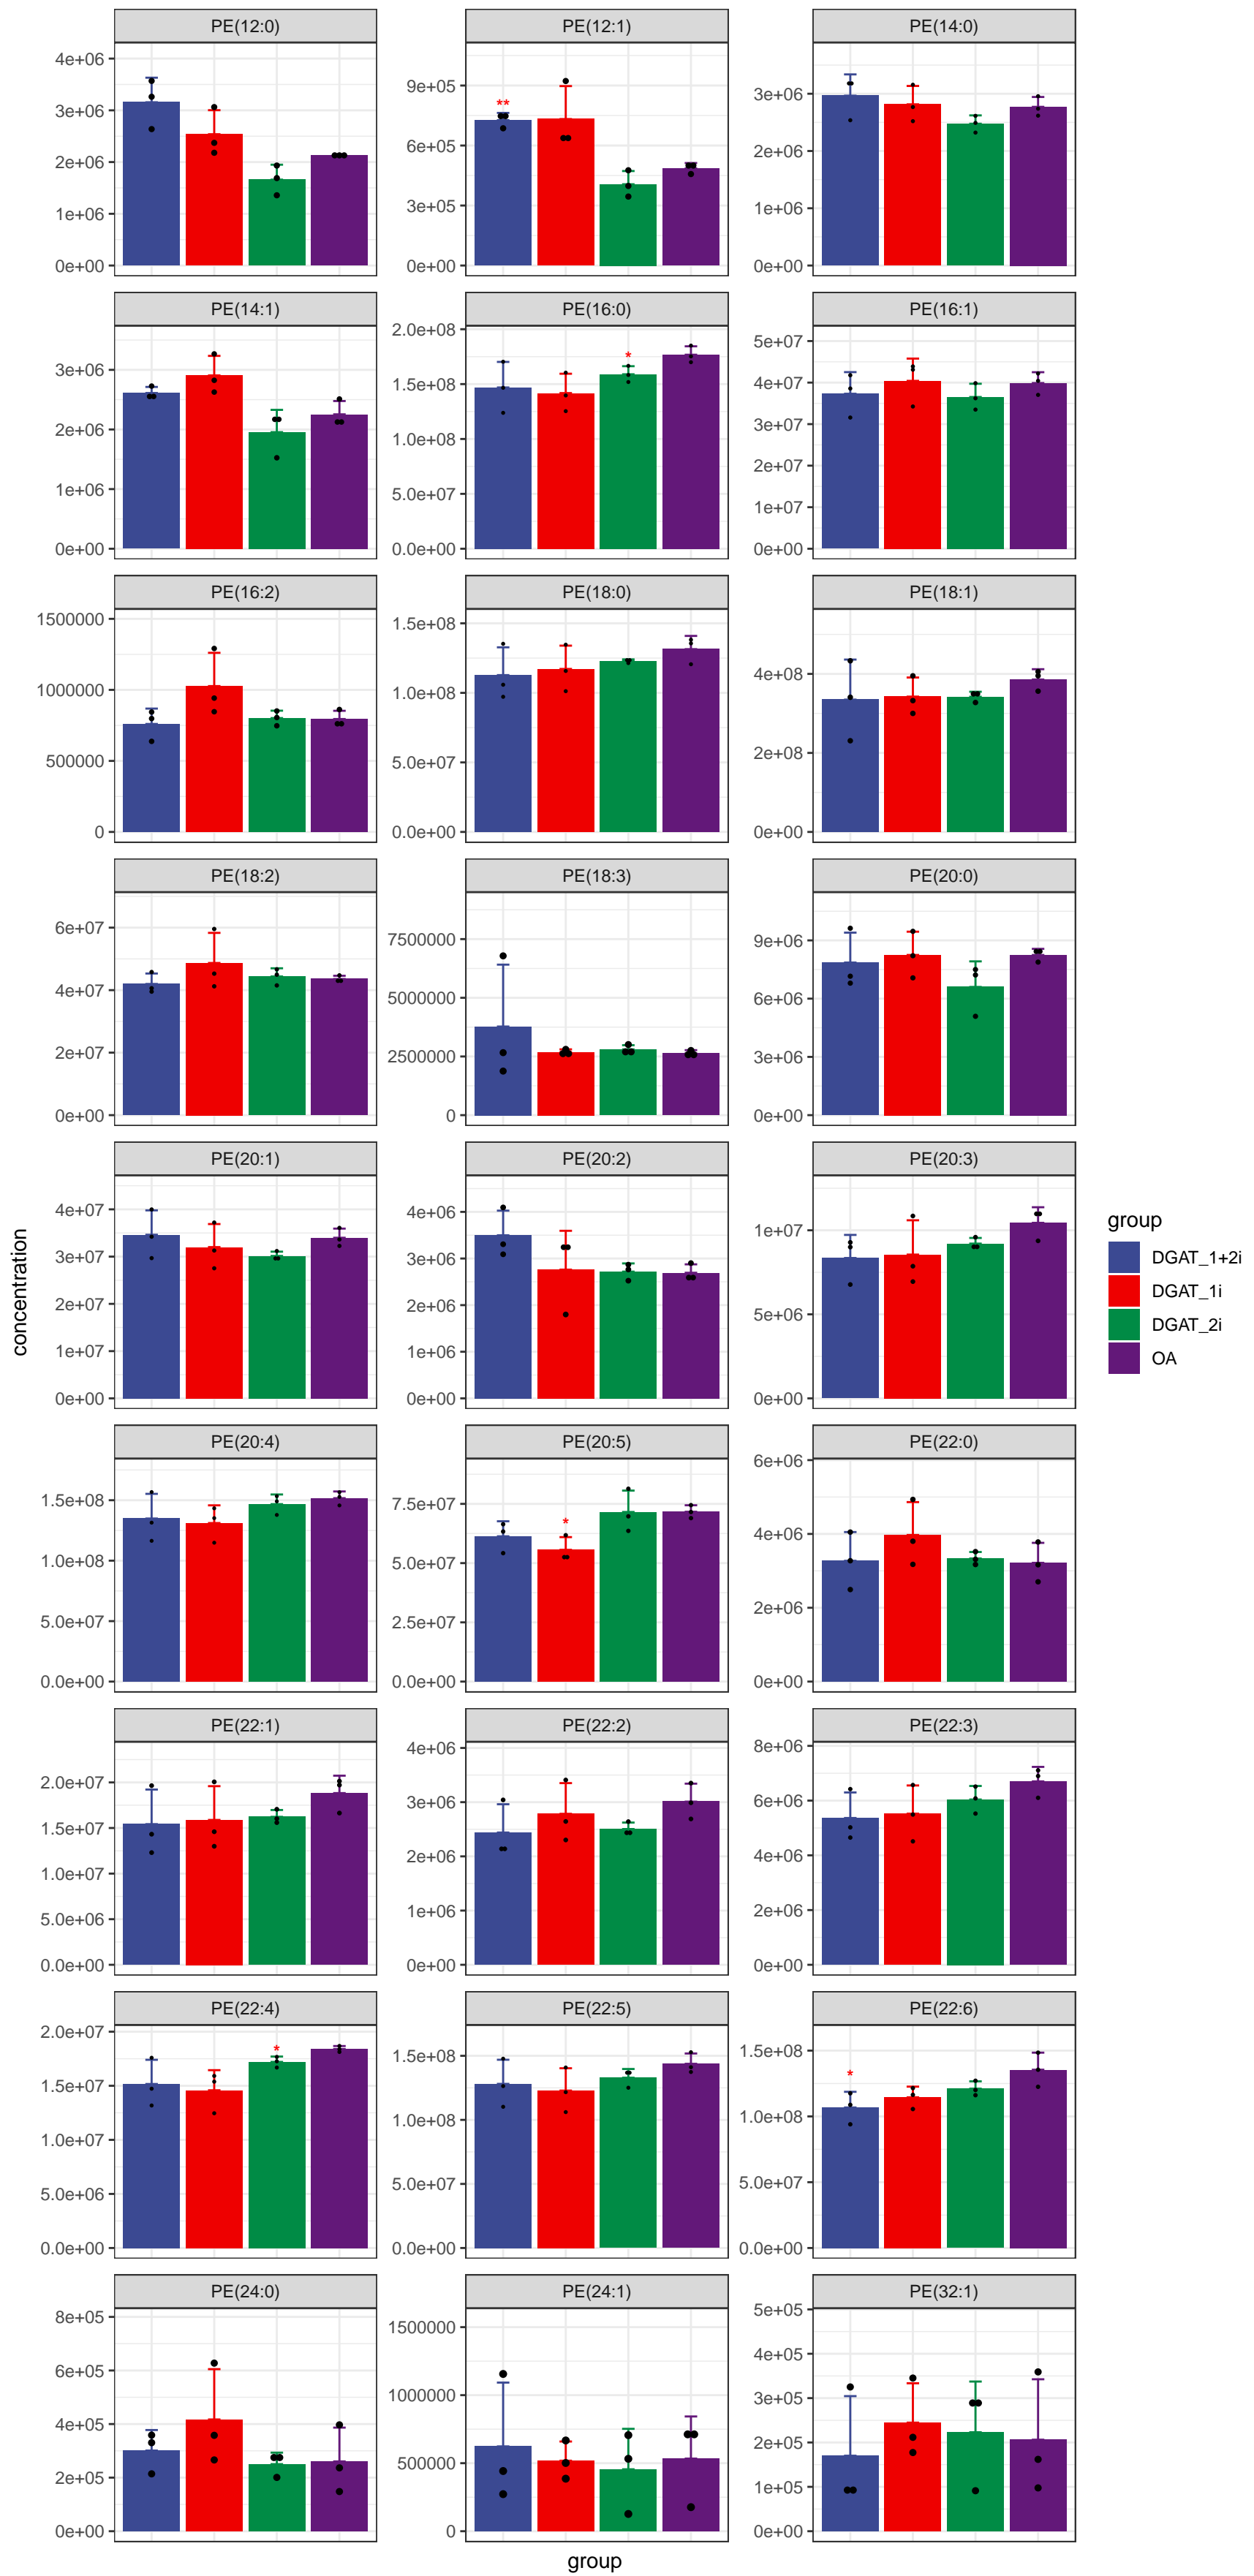 PE(12:0) PE(12:1) PE(14:0)
4e+06
3e+06
2e+06
1e+06
0e+00
9e+05
6e+05
3e+05
0e+00
**
3e+06
2e+06
1e+06
0e+00
PE(14:1) PE(16:0) PE(16:1)
3e+06
2e+06
1e+06
0e+00
2.0e+08
1.5e+08
1.0e+08
5.0e+07
0.0e+00
*
5e+07
4e+07
3e+07
2e+07
1e+07
0e+00
PE(16:2) PE(18:0) PE(18:1)
1500000
1000000
500000
0
1.5e+08
1.0e+08
5.0e+07
0.0e+00
4e+08
2e+08
0e+00
PE(18:2) PE(18:3) PE(20:0)
6e+07
4e+07
2e+07
0e+00
7500000
5000000
2500000
0
9e+06
6e+06
3e+06
0e+00
PE(20:1) PE(20:2) PE(20:3)
4e+07
3e+07
2e+07
1e+07
0e+00
4e+06
3e+06
2e+06
1e+06
0e+00
1e+07
5e+06
0e+00
concentration
group
DGAT_1+2i
DGAT_1i
DGAT_2i
OA
PE(20:4) PE(20:5) PE(22:0)
1.5e+08
1.0e+08
5.0e+07
0.0e+00
7.5e+07
5.0e+07
2.5e+07
0.0e+00
*
6e+06
4e+06
2e+06
0e+00
PE(22:1) PE(22:2) PE(22:3)
2.0e+07
1.5e+07
1.0e+07
5.0e+06
0.0e+00
4e+06
3e+06
2e+06
1e+06
0e+00
8e+06
6e+06
4e+06
2e+06
0e+00
PE(22:4) PE(22:5) PE(22:6)
2.0e+07
1.5e+07
1.0e+07
5.0e+06
0.0e+00
*
1.5e+08
1.0e+08
5.0e+07
0.0e+00
1.5e+08
1.0e+08
5.0e+07
0.0e+00
*
PE(24:0) PE(24:1) PE(32:1)
8e+05
6e+05
4e+05
2e+05
0e+00
1500000
1000000
500000
0
5e+05
4e+05
3e+05
2e+05
1e+05
0e+00
group